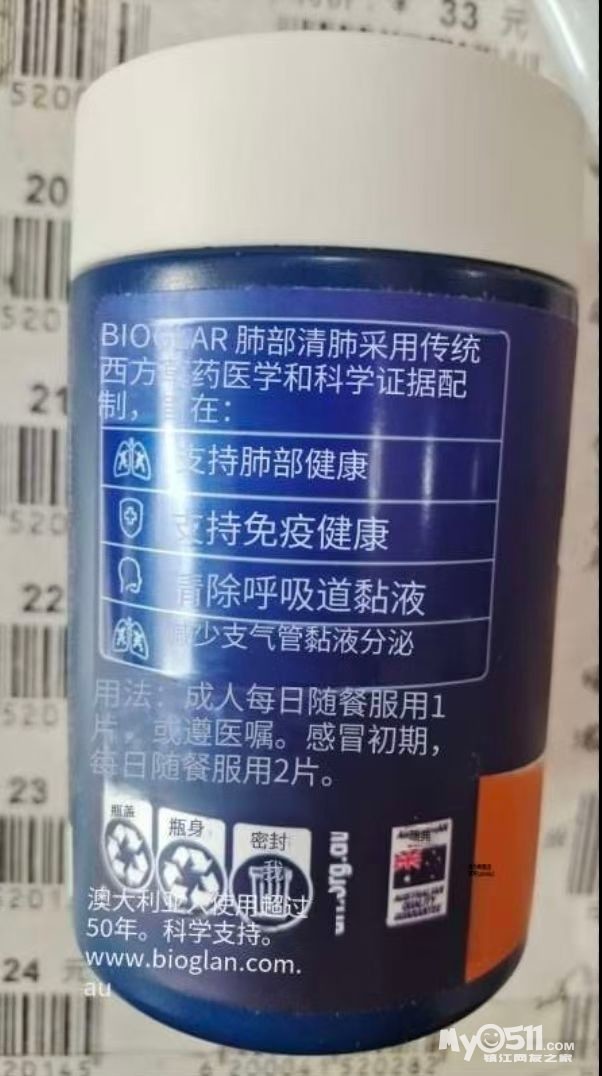 33 元
20
21
22
23
24 元
BIOGLAR 肺部清肺采用传统
西方草药医学和科学证据配
制，旨在：
支持肺部健康
支持免疫健康
清除呼吸道黏液
减少支气管黏液分泌
用法：成人每日随餐服用1
片，或遵医嘱。感冒初期，
每日随餐服用2片。
瓶盖
瓶身
密封
我
AUSTRALIAN
QUALITY
GUARANTEE
澳大利亚人使用超过
50年。科学支持。
www.bioglan.com.
au
My0511.COM
镇江网友之家